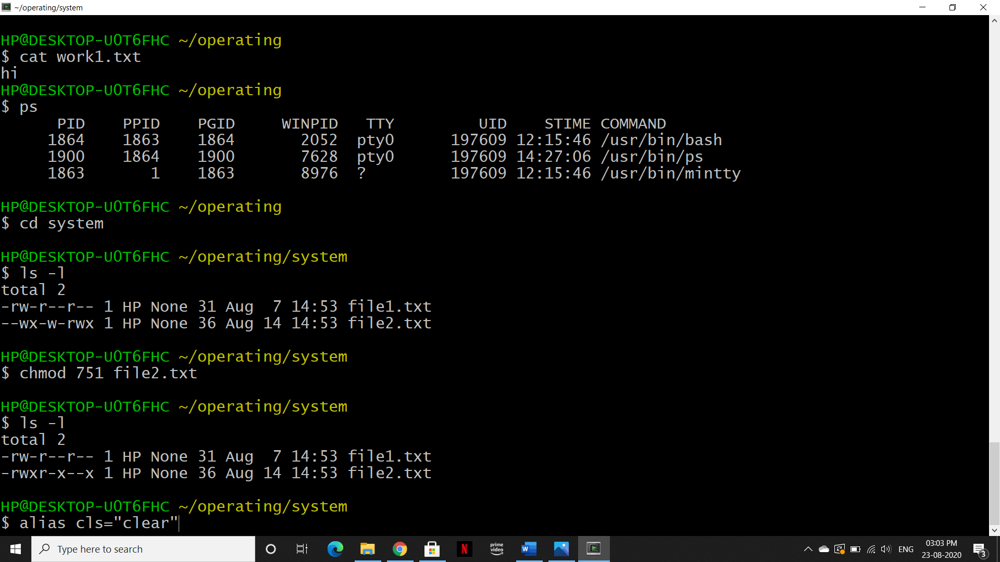 ~/operating/system
HP@DESKTOP-U0T6FHC ~/operating
$ cat work1.txt
hi
HP@DESKTOP-U0T6FHC ~/operating
$ ps
      PID    PPID    PGID     WINPID   TTY         UID    STIME COMMAND
     1864    1863    1864       2052  pty0      197609 12:15:46 /usr/bin/bash
     1900    1864    1900       7628  pty0      197609 14:27:06 /usr/bin/ps
     1863       1    1863       8976  ?         197609 12:15:46 /usr/bin/mintty
HP@DESKTOP-U0T6FHC ~/operating
$ cd system
HP@DESKTOP-U0T6FHC ~/operating/system
$ ls -l
total 2
-rw-r--r-- 1 HP None 31 Aug  7 14:53 file1.txt
--wx-w-rwx 1 HP None 36 Aug 14 14:53 file2.txt
HP@DESKTOP-U0T6FHC ~/operating/system
$ chmod 751 file2.txt
HP@DESKTOP-U0T6FHC ~/operating/system
$ ls -l
total 2
-rw-r--r-- 1 HP None 31 Aug  7 14:53 file1.txt
-rwxr-x--x 1 HP None 36 Aug 14 14:53 file2.txt
HP@DESKTOP-U0T6FHC ~/operating/system
$ alias cls="clear"
Type here to search
N
prime video
W
ENG
03:03 PM
23-08-2020
3